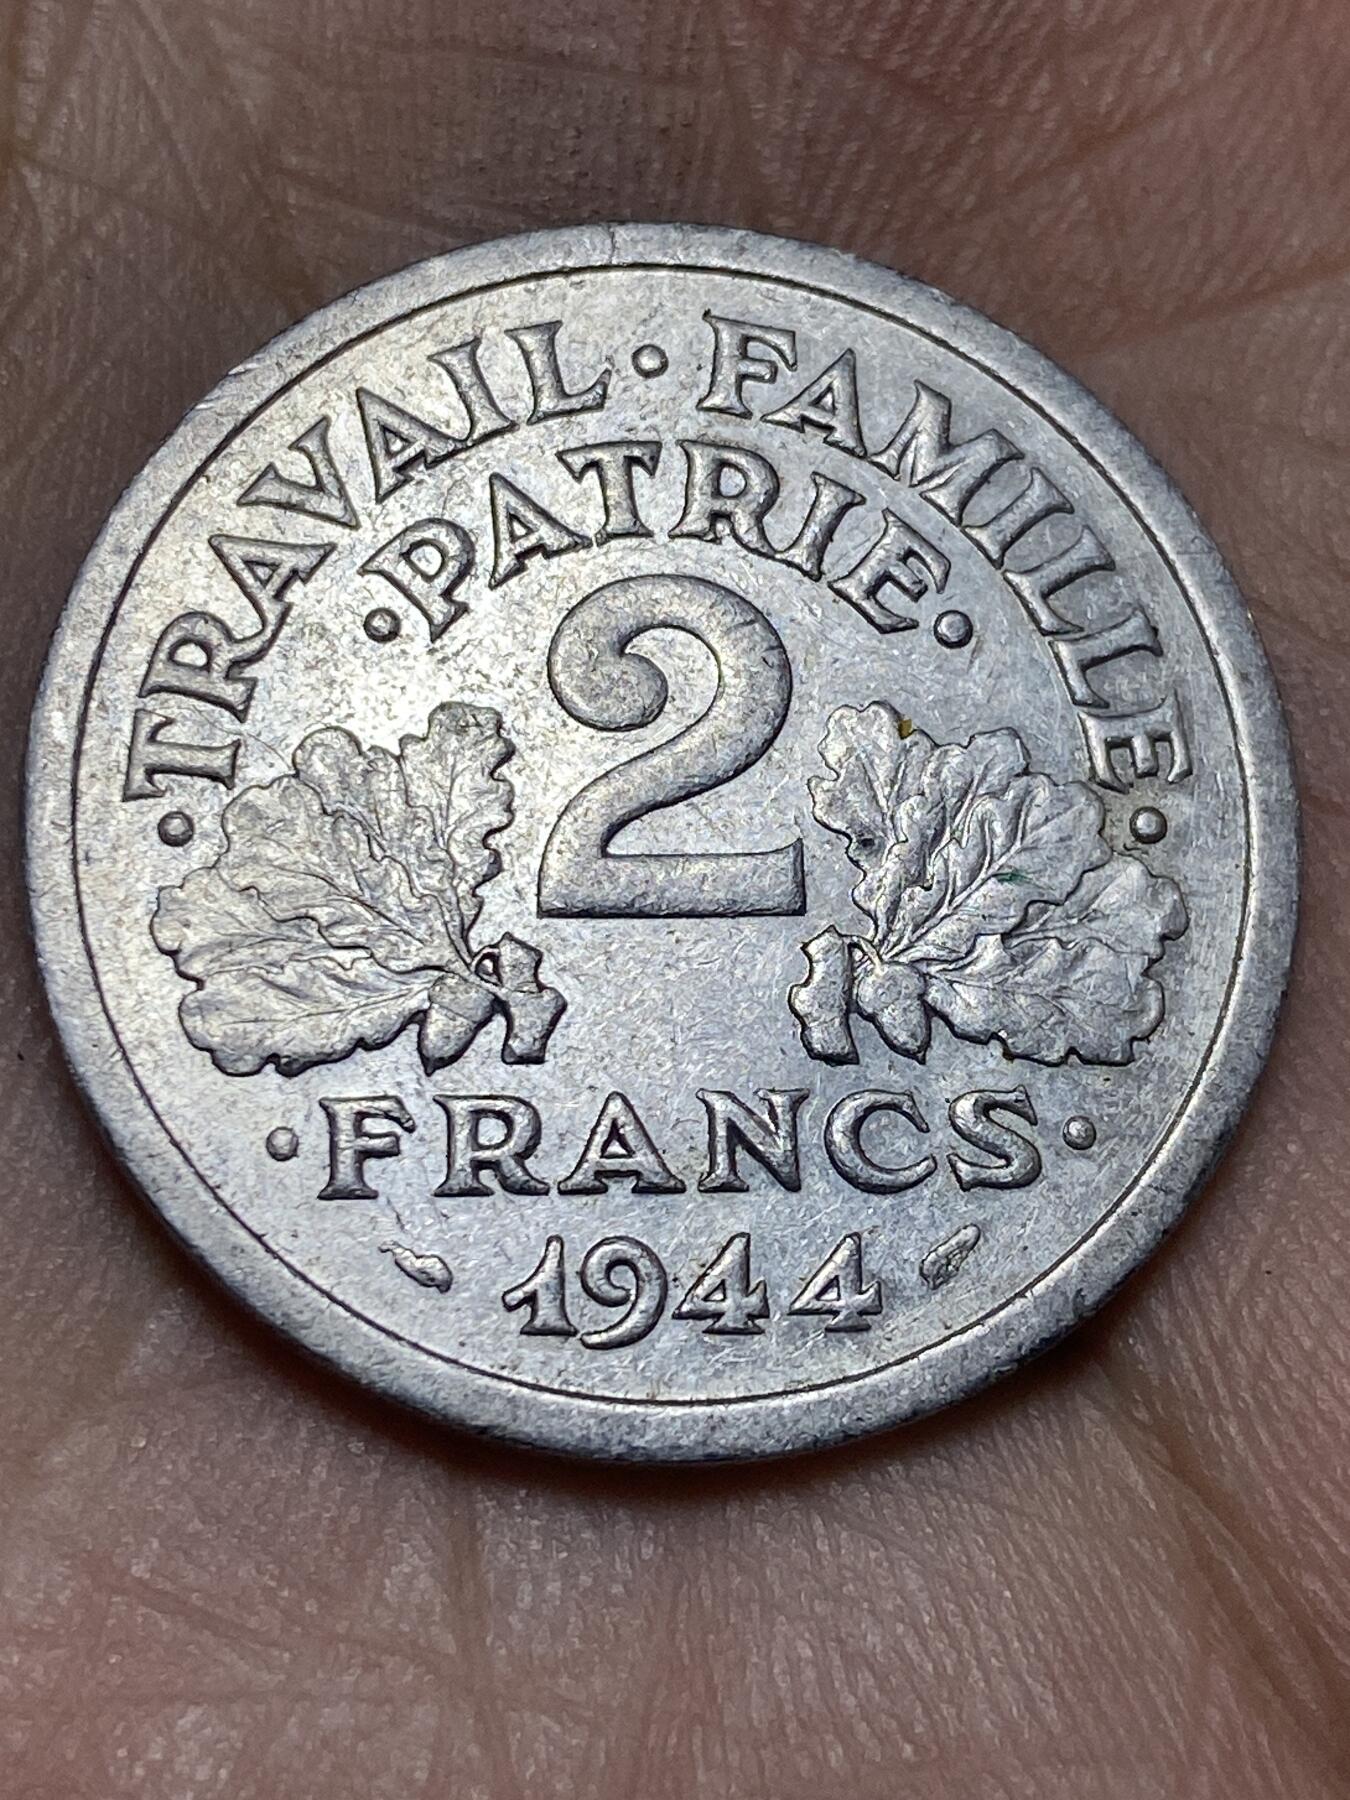 ·TRAVAIL·FAMILLE·
·PATRIE·
2
·FRANCS·
1944